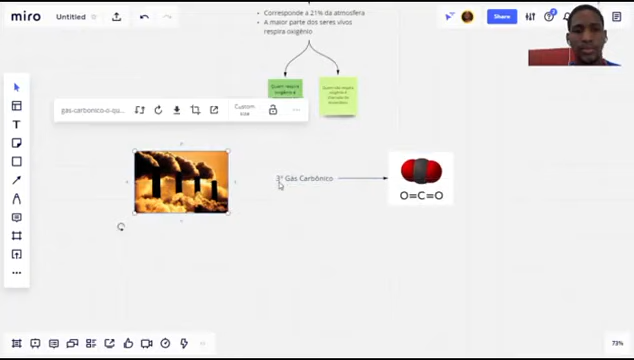 miro
Untitled
Share
• Corresponde a 21% da atmosfera
• A maior parte dos seres vivos
respira oxigênio
gas-carbonico-o-qu...
Custom
size
3º Gás Carbônico
O=C=O
73%